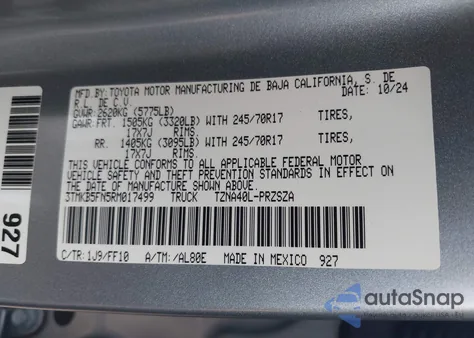 MFD.BY:TOYOTA MOTOR MANUFACTURING DE BAJA CALIFORNIA, S. DE
R.L. DE C.V. 10/24
GVWR:2620KG(5775LB)
GAWR:FRT. 1505KG (3320LB) WITH 245/70R17 TIRES,
17X7J RIMS.
RR. 1405KG (3095LB) WITH 245/70R17 TIRES,
17X7J RIMS.
THIS VEHICLE CONFORMS TO ALL APPLICABLE FEDERAL MOTOR
VEHICLE SAFETY AND THEFT PREVENTION STANDARDS IN EFFECT ON
THE DATE OF MANUFACTURE SHOWN ABOVE.
3TMKB5FN5RM017499 TRUCK TZNA40L-PRZSZA
C/TR:1J9/FF10 A/TM:/AL80E MADE IN MEXICO 927
927
autoSnap